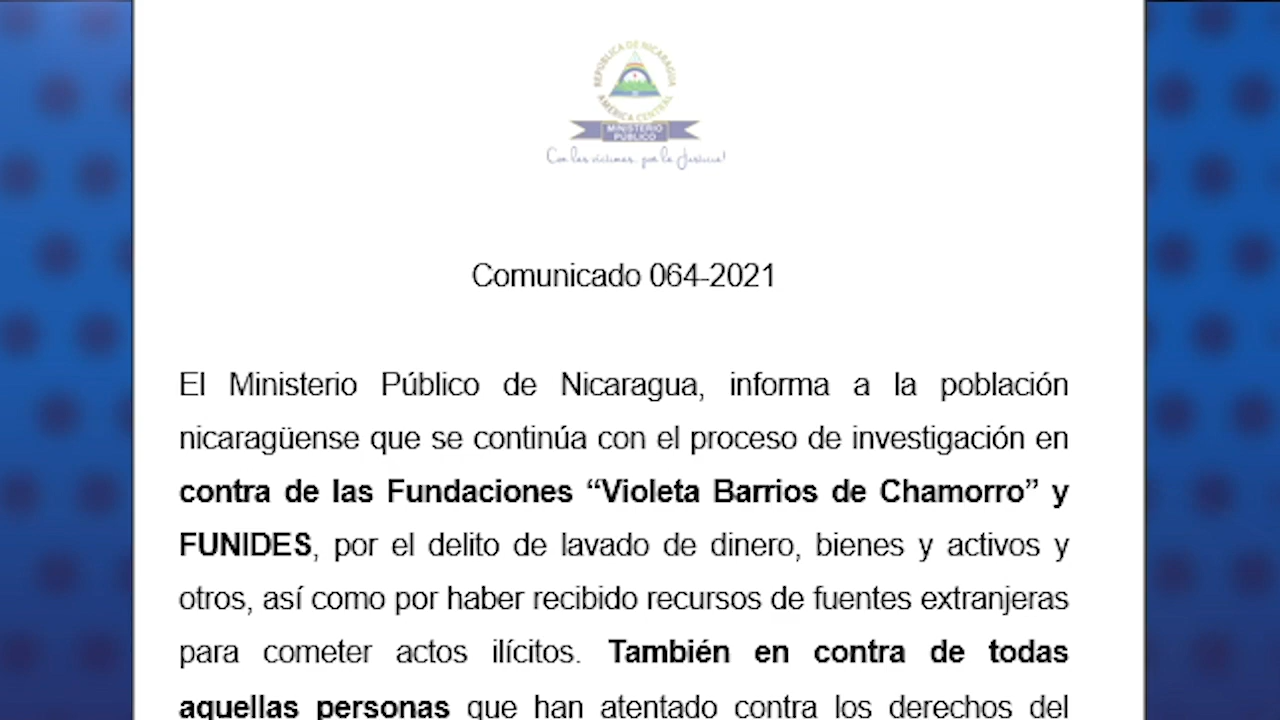 REPÚBLICA DE NICARAGUA
AMÉRICA CENTRAL
MINISTERIO
PÚBLICO
Con las víctimas, por la Justicia!
Comunicado 064-2021
El Ministerio Público de Nicaragua, informa a la población
nicaragüense que se continúa con el proceso de investigación en
contra de las Fundaciones “Violeta Barrios de Chamorro” y
FUNIDES, por el delito de lavado de dinero, bienes y activos y
otros, así como por haber recibido recursos de fuentes extranjeras
para cometer actos ilícitos. También en contra de todas
aquellas personas que han atentado contra los derechos del